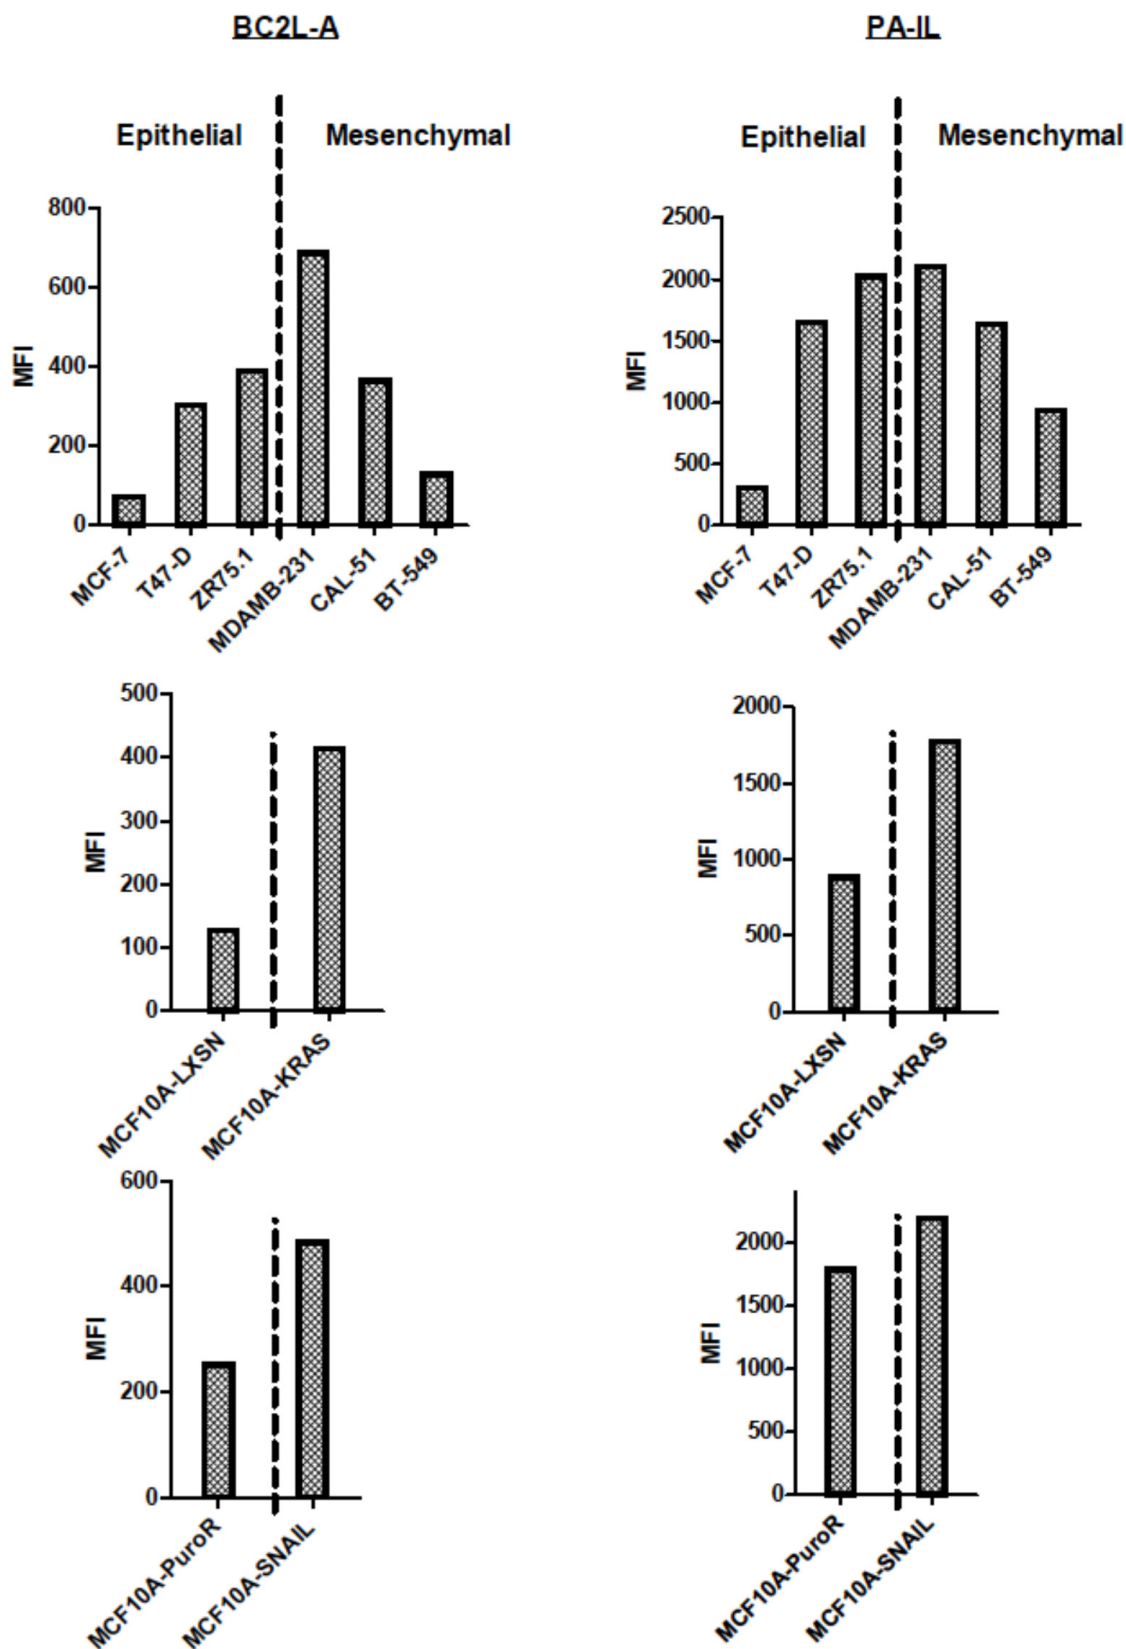 BC2L-A
PA-IL
Epithelial
Mesenchymal
Epithelial
Mesenchymal
800
600
400
200
0
MFI
MCF-7
T47-D
ZR75.1
MDAMB-231
CAL-51
BT-549
2500
2000
1500
1000
500
0
MFI
MCF-7
T47-D
ZR75.1
MDAMB-231
CAL-51
BT-549
500
400
300
200
100
0
MFI
MCF10A-LXSN
MCF10A-KRAS
2000
1500
1000
500
0
MFI
MCF10A-LXSN
MCF10A-KRAS
600
400
200
0
MFI
MCF10A-PuroR
MCF10A-SNAIL
2000
1500
1000
500
0
MFI
MCF10A-PuroR
MCF10A-SNAIL